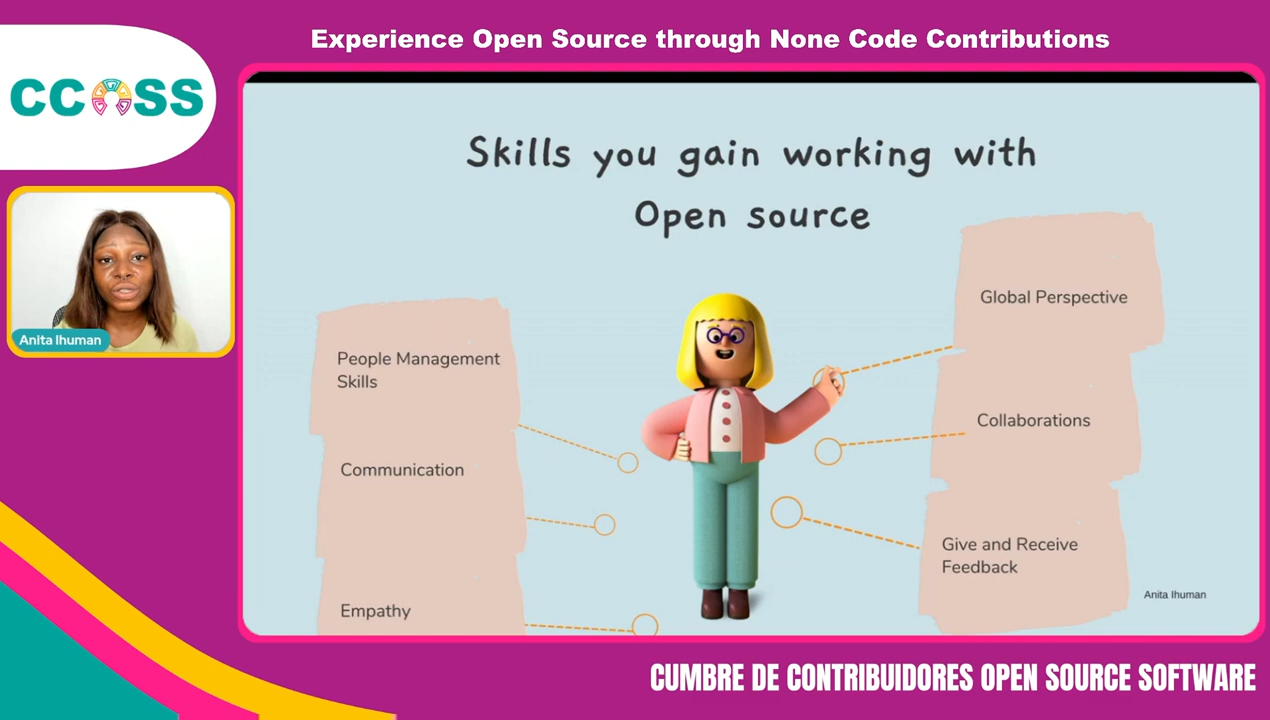 Experience Open Source through None Code Contributions
CCOSS
Anita Ihuman
Skills you gain working with
Open source
People Management
Skills
Communication
Empathy
Global Perspective
Collaborations
Give and Receive
Feedback
Anita Ihuman
CUMBRE DE CONTRIBUIDORES OPEN SOURCE SOFTWARE